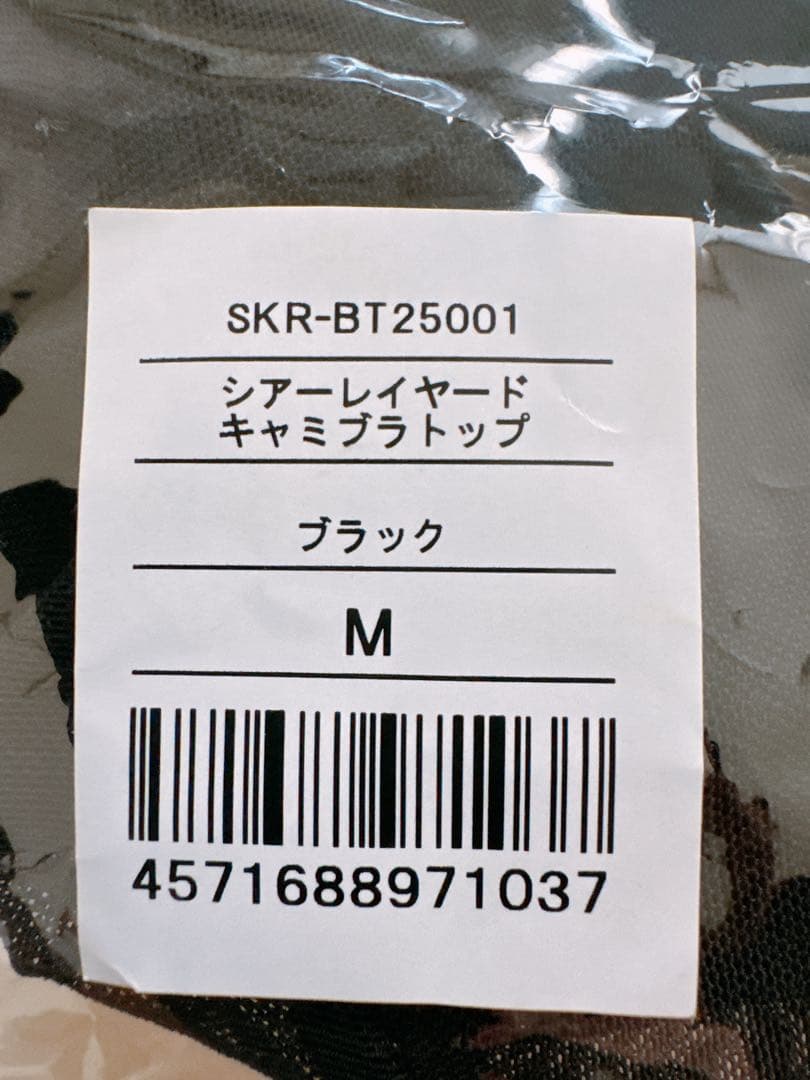 SKR-BT25001
シアーレイヤード
キャミブラトップ
ブラック
M
4571688971037